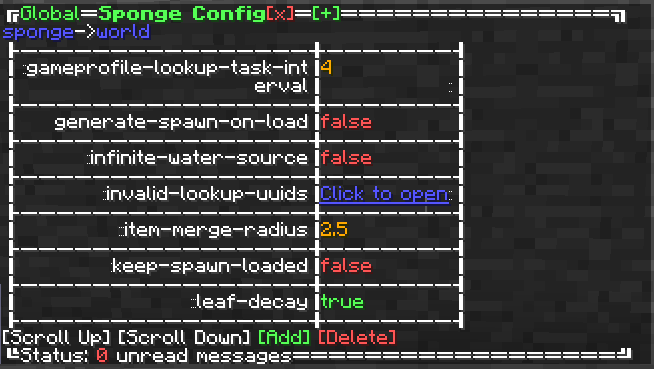 Global=Sponge Config[x]=[+]
sponge->world
:gameprofile-lookup-task-int 4
erval :
generate-spawn-on-load false
:infinite-water-source false
:invalid-lookup-uuids Click to open:
:item-merge-radius 2.5
:keep-spawn-loaded false
:leaf-decay true
[Scroll Up] [Scroll Down] [Add] [Delete]
Status: 0 unread messages